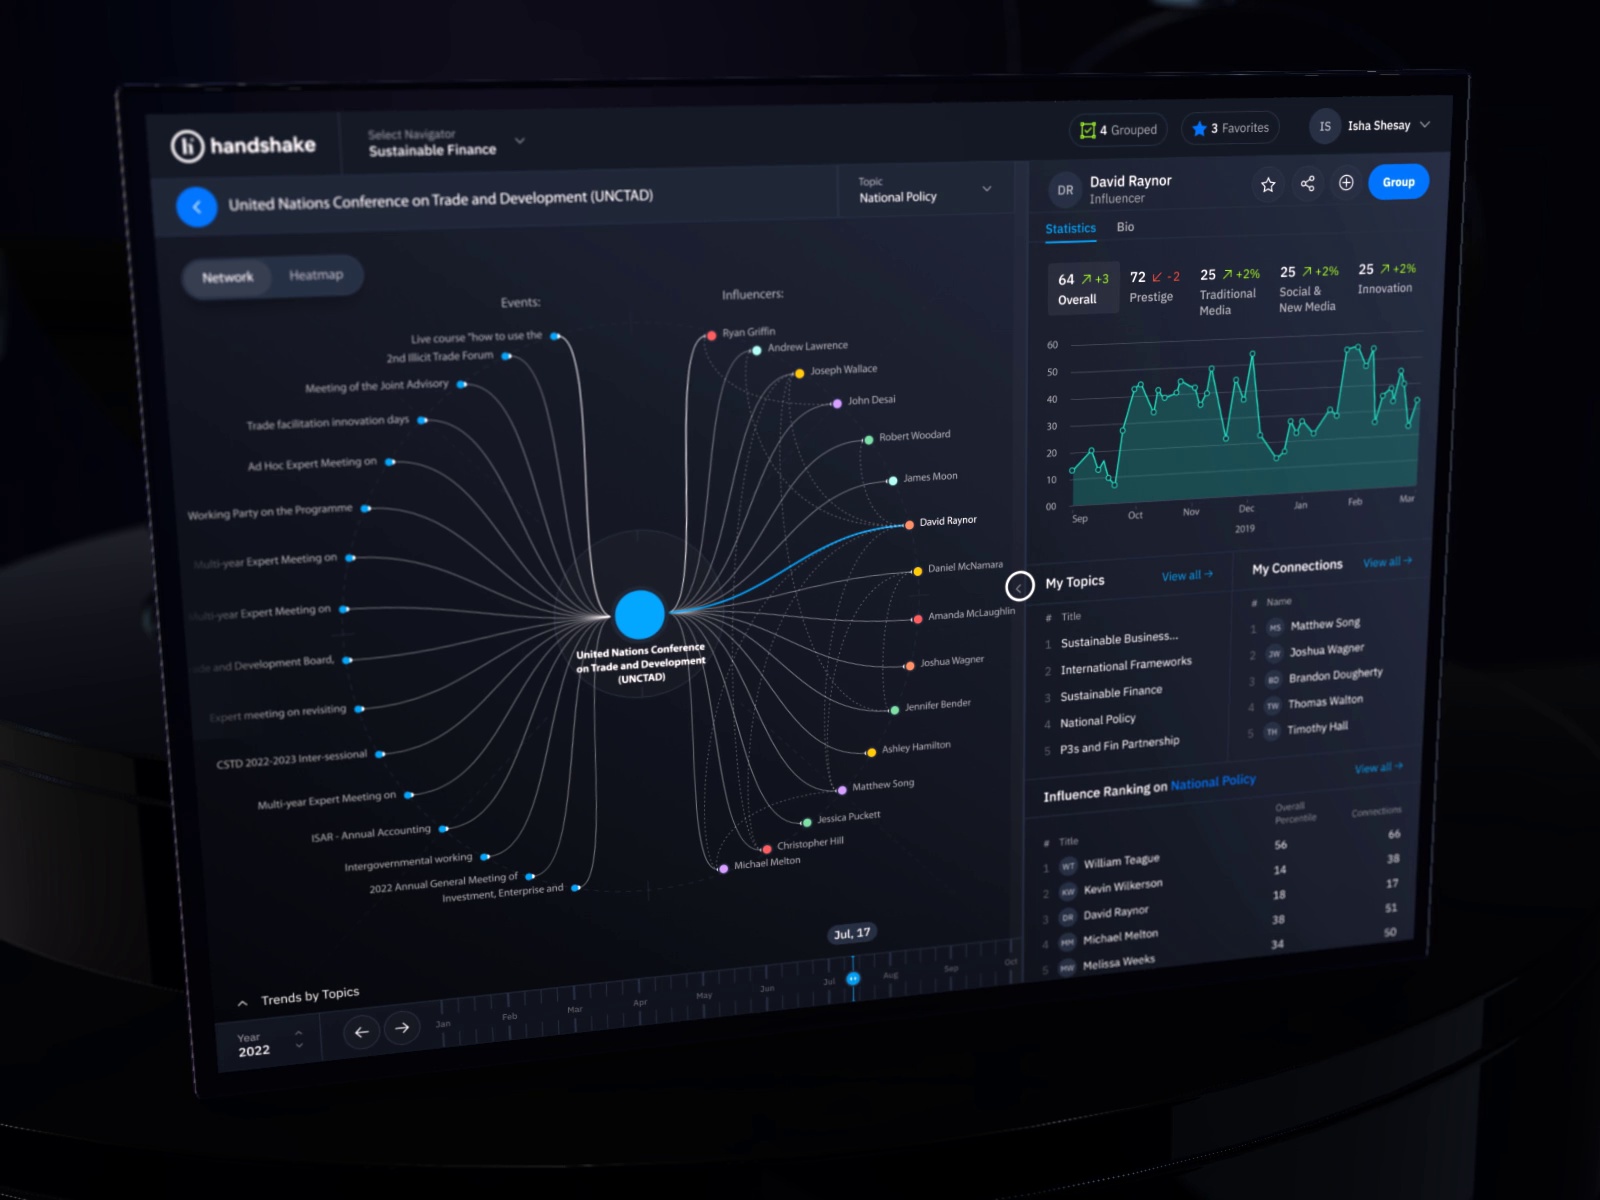 handshake
Select Navigator
Sustainable Finance
4 Grouped
3 Favorites
IS
Isha Shesay
United Nations Conference on Trade and Development (UNCTAD)
Topic
National Policy
Network
Heatmap
Events:
Live course "how to use the
2nd Illicit Trade Forum
Meeting of the Joint Advisory
Trade facilitation innovation days
Ad Hoc Expert Meeting on
Working Party on the Programme
Multi-year Expert Meeting on
Multi-year Expert Meeting on
and Development Board,
Expert meeting on revisiting
CSTD 2022-2023 Inter-sessional
Multi-year Expert Meeting on
ISAR - Annual Accounting
Intergovernmental working
2022 Annual General Meeting of
Investment, Enterprise and
United Nations Conference
on Trade and Development
(UNCTAD)
Influencers:
Ryan Griffin
Andrew Lawrence
Joseph Wallace
John Desai
Robert Woodard
James Moon
David Raynor
Daniel McNamara
Amanda McLaughlin
Joshua Wagner
Jennifer Bender
Ashley Hamilton
Matthew Song
Jessica Puckett
Christopher Hill
Michael Melton
Trends by Topics
Year
2022
Jul, 17
Jan Feb Mar Apr May Jun Jul Aug Sep Oct
DR
David Raynor
Influencer
Group
Statistics
Bio
64 +3
Overall
72 -2
Prestige
25 +2%
Traditional
Media
25 +2%
Social &
New Media
25 +2%
Innovation
60
50
40
30
20
10
00
Sep Oct Nov Dec Jan Feb Mar
2019
My Topics
View all
# Title
1 Sustainable Business...
2 International Frameworks
3 Sustainable Finance
4 National Policy
5 P3s and Fin Partnership
My Connections
View all
# Name
1 MS Matthew Song
2 JW Joshua Wagner
3 BD Brandon Dougherty
4 TW Thomas Walton
5 TH Timothy Hall
Influence Ranking on National Policy
View all
# Title
Overall
Percentile
Connections
1 WT William Teague 56 66
2 KW Kevin Wilkerson 14 38
3 DR David Raynor 18 17
4 MM Michael Melton 38 51
5 MW Melissa Weeks 34 50